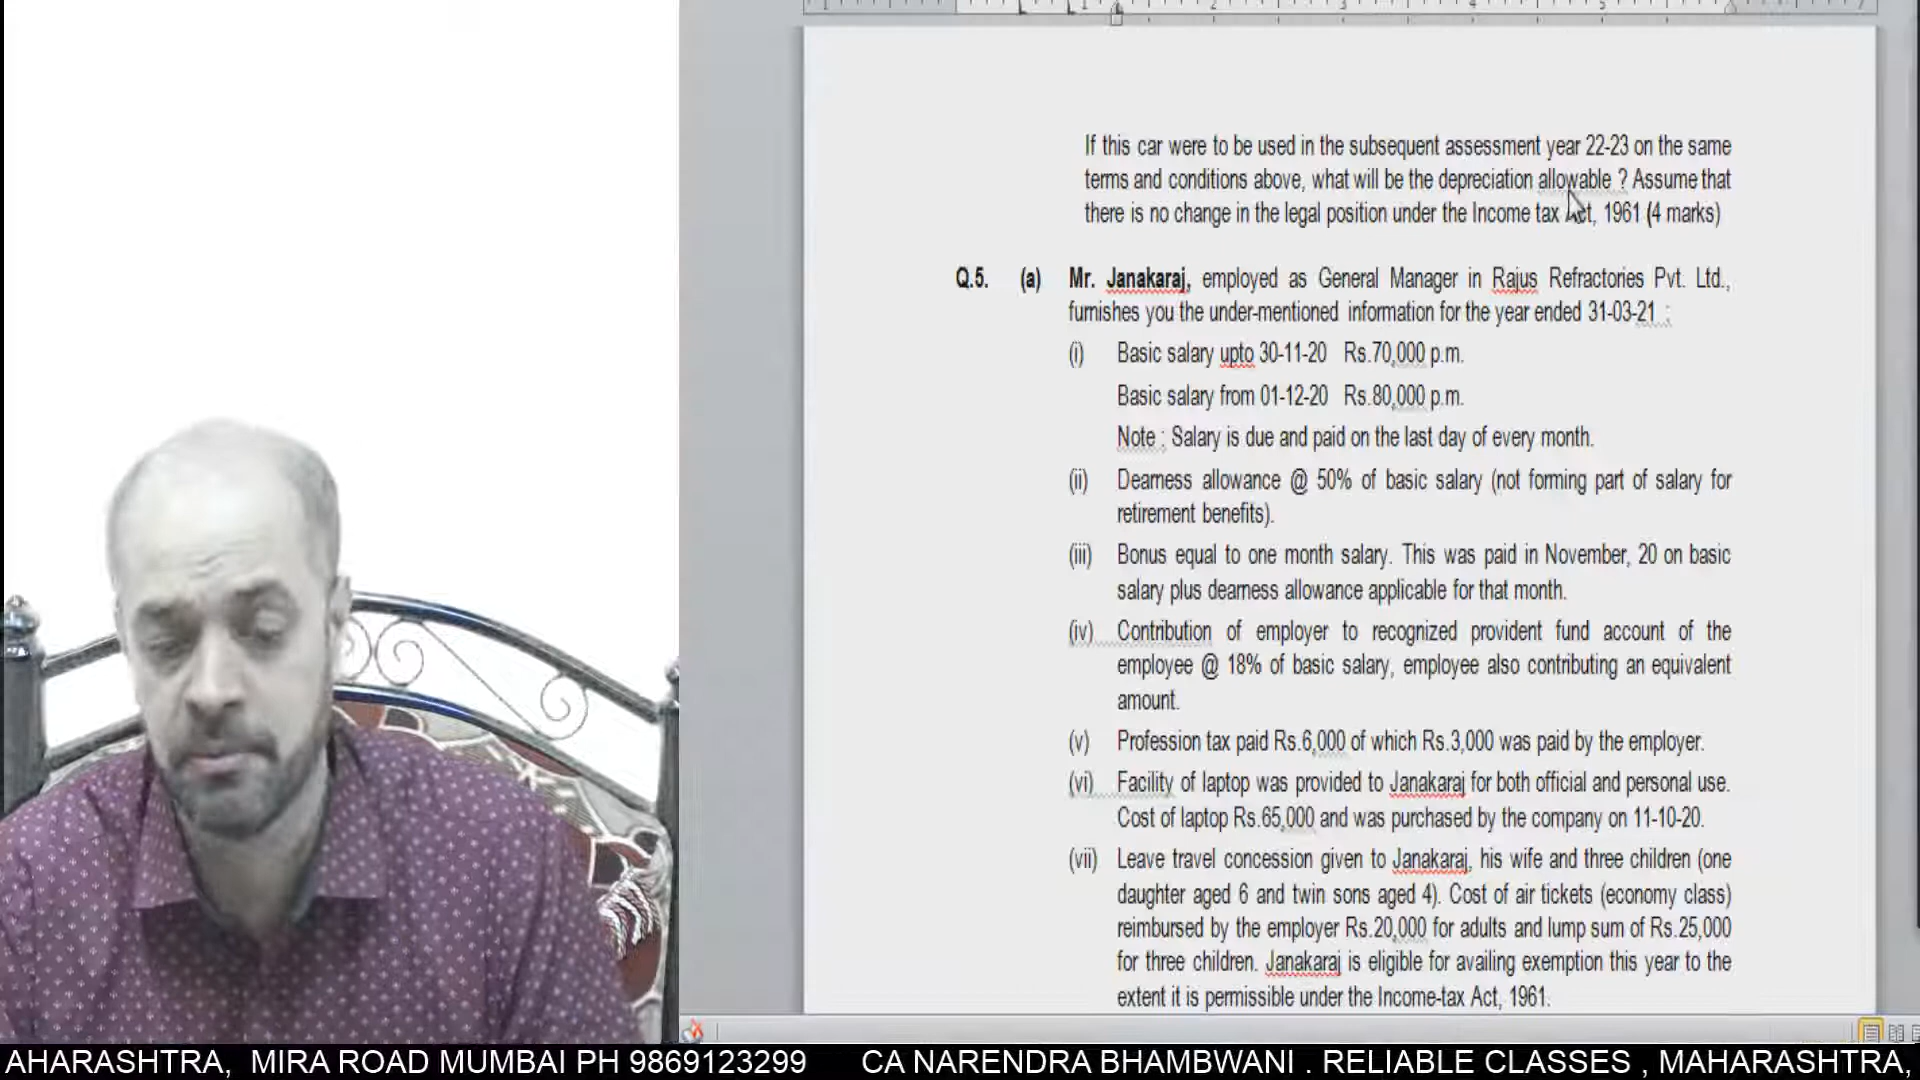 If this car were to be used in the subsequent assessment year 22-23 on the same
terms and conditions above, what will be the depreciation allowable ? Assume that
there is no change in the legal position under the Income tax Act, 1961 (4 marks)
Q.5. (a) Mr. Janakaraj, employed as General Manager in Rajus Refractories Pvt. Ltd.,
furnishes you the under-mentioned information for the year ended 31-03-21 :
(i) Basic salary upto 30-11-20 Rs.70,000 p.m.
Basic salary from 01-12-20 Rs.80,000 p.m.
Note : Salary is due and paid on the last day of every month.
(ii) Dearness allowance @ 50% of basic salary (not forming part of salary for
retirement benefits).
(iii) Bonus equal to one month salary. This was paid in November, 20 on basic
salary plus dearness allowance applicable for that month.
(iv) Contribution of employer to recognized provident fund account of the
employee @ 18% of basic salary, employee also contributing an equivalent
amount.
(v) Profession tax paid Rs.6,000 of which Rs.3,000 was paid by the employer.
(vi) Facility of laptop was provided to Janakaraj for both official and personal use.
Cost of laptop Rs.65,000 and was purchased by the company on 11-10-20.
(vii) Leave travel concession given to Janakaraj, his wife and three children (one
daughter aged 6 and twin sons aged 4). Cost of air tickets (economy class)
reimbursed by the employer Rs.20,000 for adults and lump sum of Rs.25,000
for three children. Janakaraj is eligible for availing exemption this year to the
extent it is permissible under the Income-tax Act, 1961.
AHARASHTRA, MIRA ROAD MUMBAI PH 9869123299 CA NARENDRA BHAMBWANI . RELIABLE CLASSES , MAHARASHTRA,